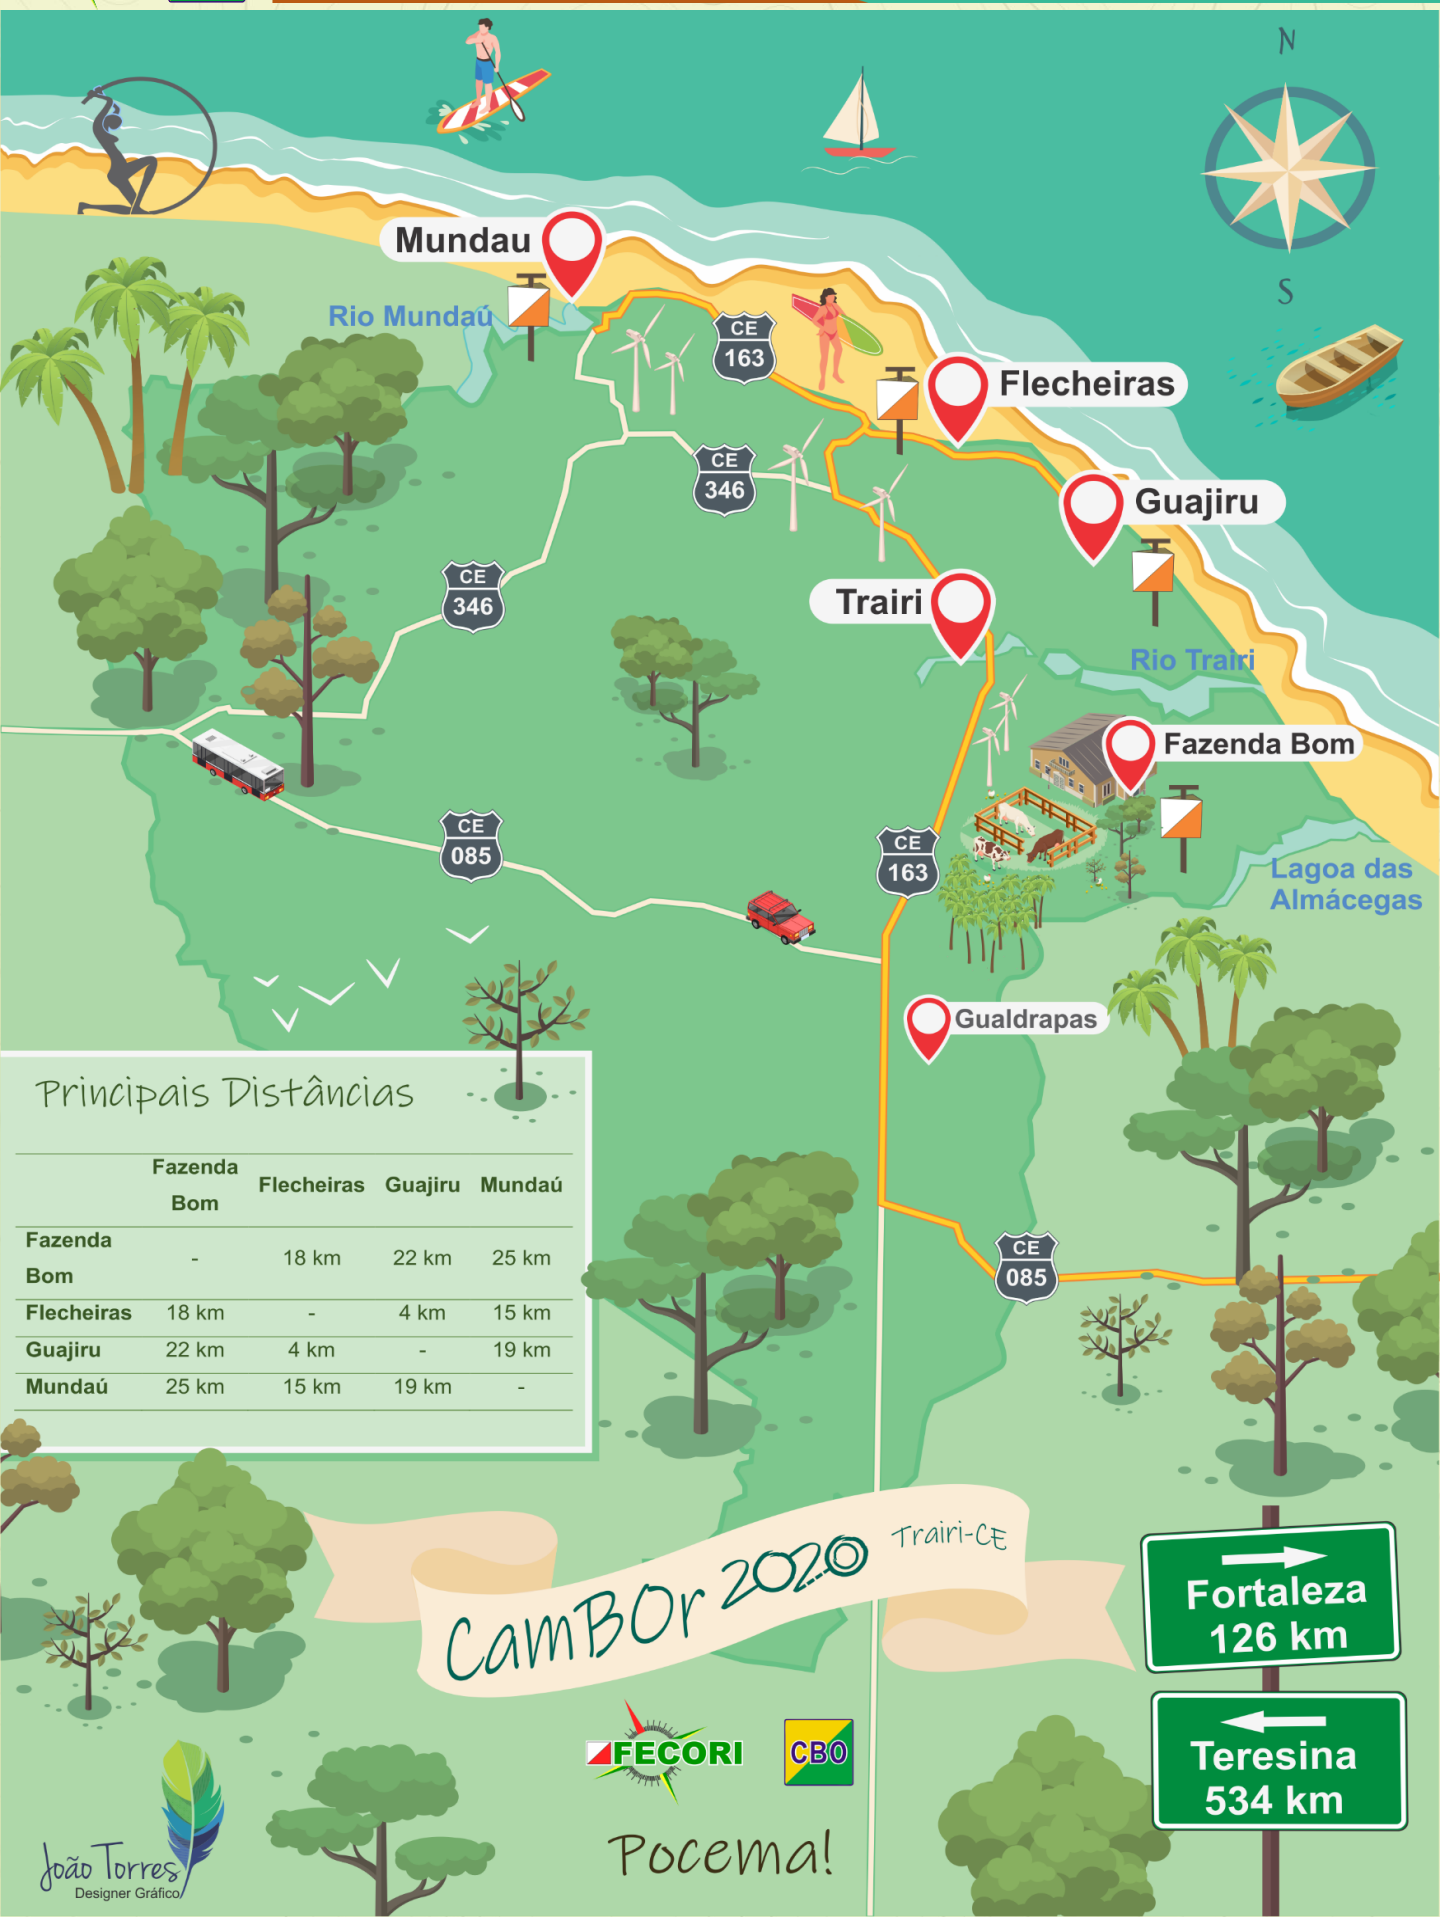 N
S
Mundau
Rio Mundaú
CE
163
Flecheiras
CE
346
Guajiru
CE
346
Trairi
Rio Trairi
Fazenda Bom
CE
085
CE
163
Lagoa das
Almácegas
Gualdrapas
Principais Distâncias
Fazenda
Bom
Flecheiras Guajiru Mundaú
Fazenda
Bom
- 18 km 22 km 25 km
Flecheiras 18 km - 4 km 15 km
Guajiru 22 km 4 km - 19 km
Mundaú 25 km 15 km 19 km -
CE
085
CamBOr 2020 Trairi-CE
Fortaleza
126 km
Teresina
534 km
FECORI
CBO
Pocema!
João Torres
Designer Gráfico